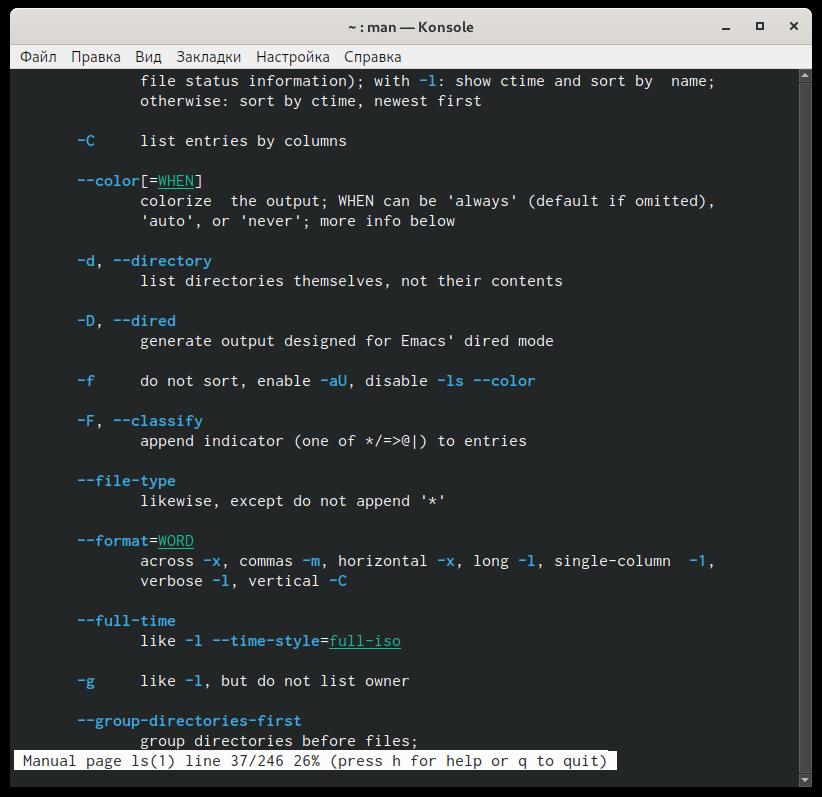 ~ : man — Konsole
Файл Правка Вид Закладки Настройка Справка
file status information); with -l: show ctime and sort by  name;
otherwise: sort by ctime, newest first
-C     list entries by columns
--color[=WHEN]
colorize  the output; WHEN can be 'always' (default if omitted),
'auto', or 'never'; more info below
-d, --directory
list directories themselves, not their contents
-D, --dired
generate output designed for Emacs' dired mode
-f     do not sort, enable -aU, disable -ls --color
-F, --classify
append indicator (one of */=>@|) to entries
--file-type
likewise, except do not append '*'
--format=WORD
across -x, commas -m, horizontal -x, long -l, single-column  -1,
verbose -l, vertical -C
--full-time
like -l --time-style=full-iso
-g     like -l, but do not list owner
--group-directories-first
group directories before files;
Manual page ls(1) line 37/246 26% (press h for help or q to quit)